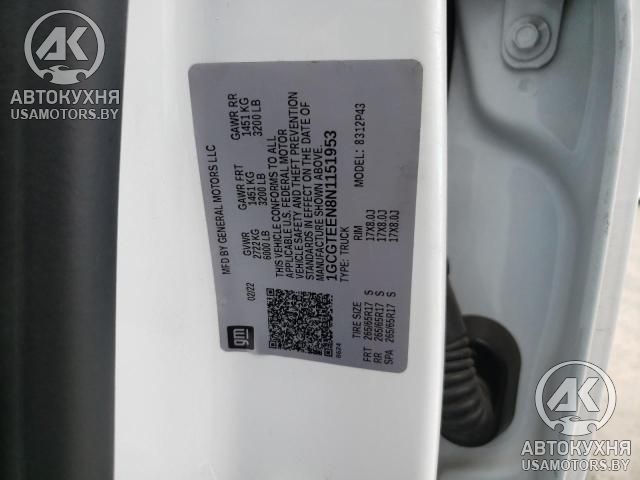 AK
АВТОКУХНЯ
USAMOTORS.BY
gm
02/22
MFD BY GENERAL MOTORS LLC
GVWR
2722 KG
6000 LB
GAWR FRT
1451 KG
3200 LB
GAWR RR
1451 KG
3200 LB
THIS VEHICLE CONFORMS TO ALL
APPLICABLE U.S. FEDERAL MOTOR
VEHICLE SAFETY AND THEFT PREVENTION
STANDARDS IN EFFECT ON THE DATE OF
MANUFACTURE SHOWN ABOVE.
1GCGTEEN8N1151953
TYPE: TRUCK
MODEL: 8312P43
6624
TIRE SIZE
RIM
FRT 265/65R17 S 17X8.0J
RR 265/65R17 S 17X8.0J
SPA 265/65R17 S 17X8.0J
AK
АВТОКУХНЯ
USAMOTORS.BY